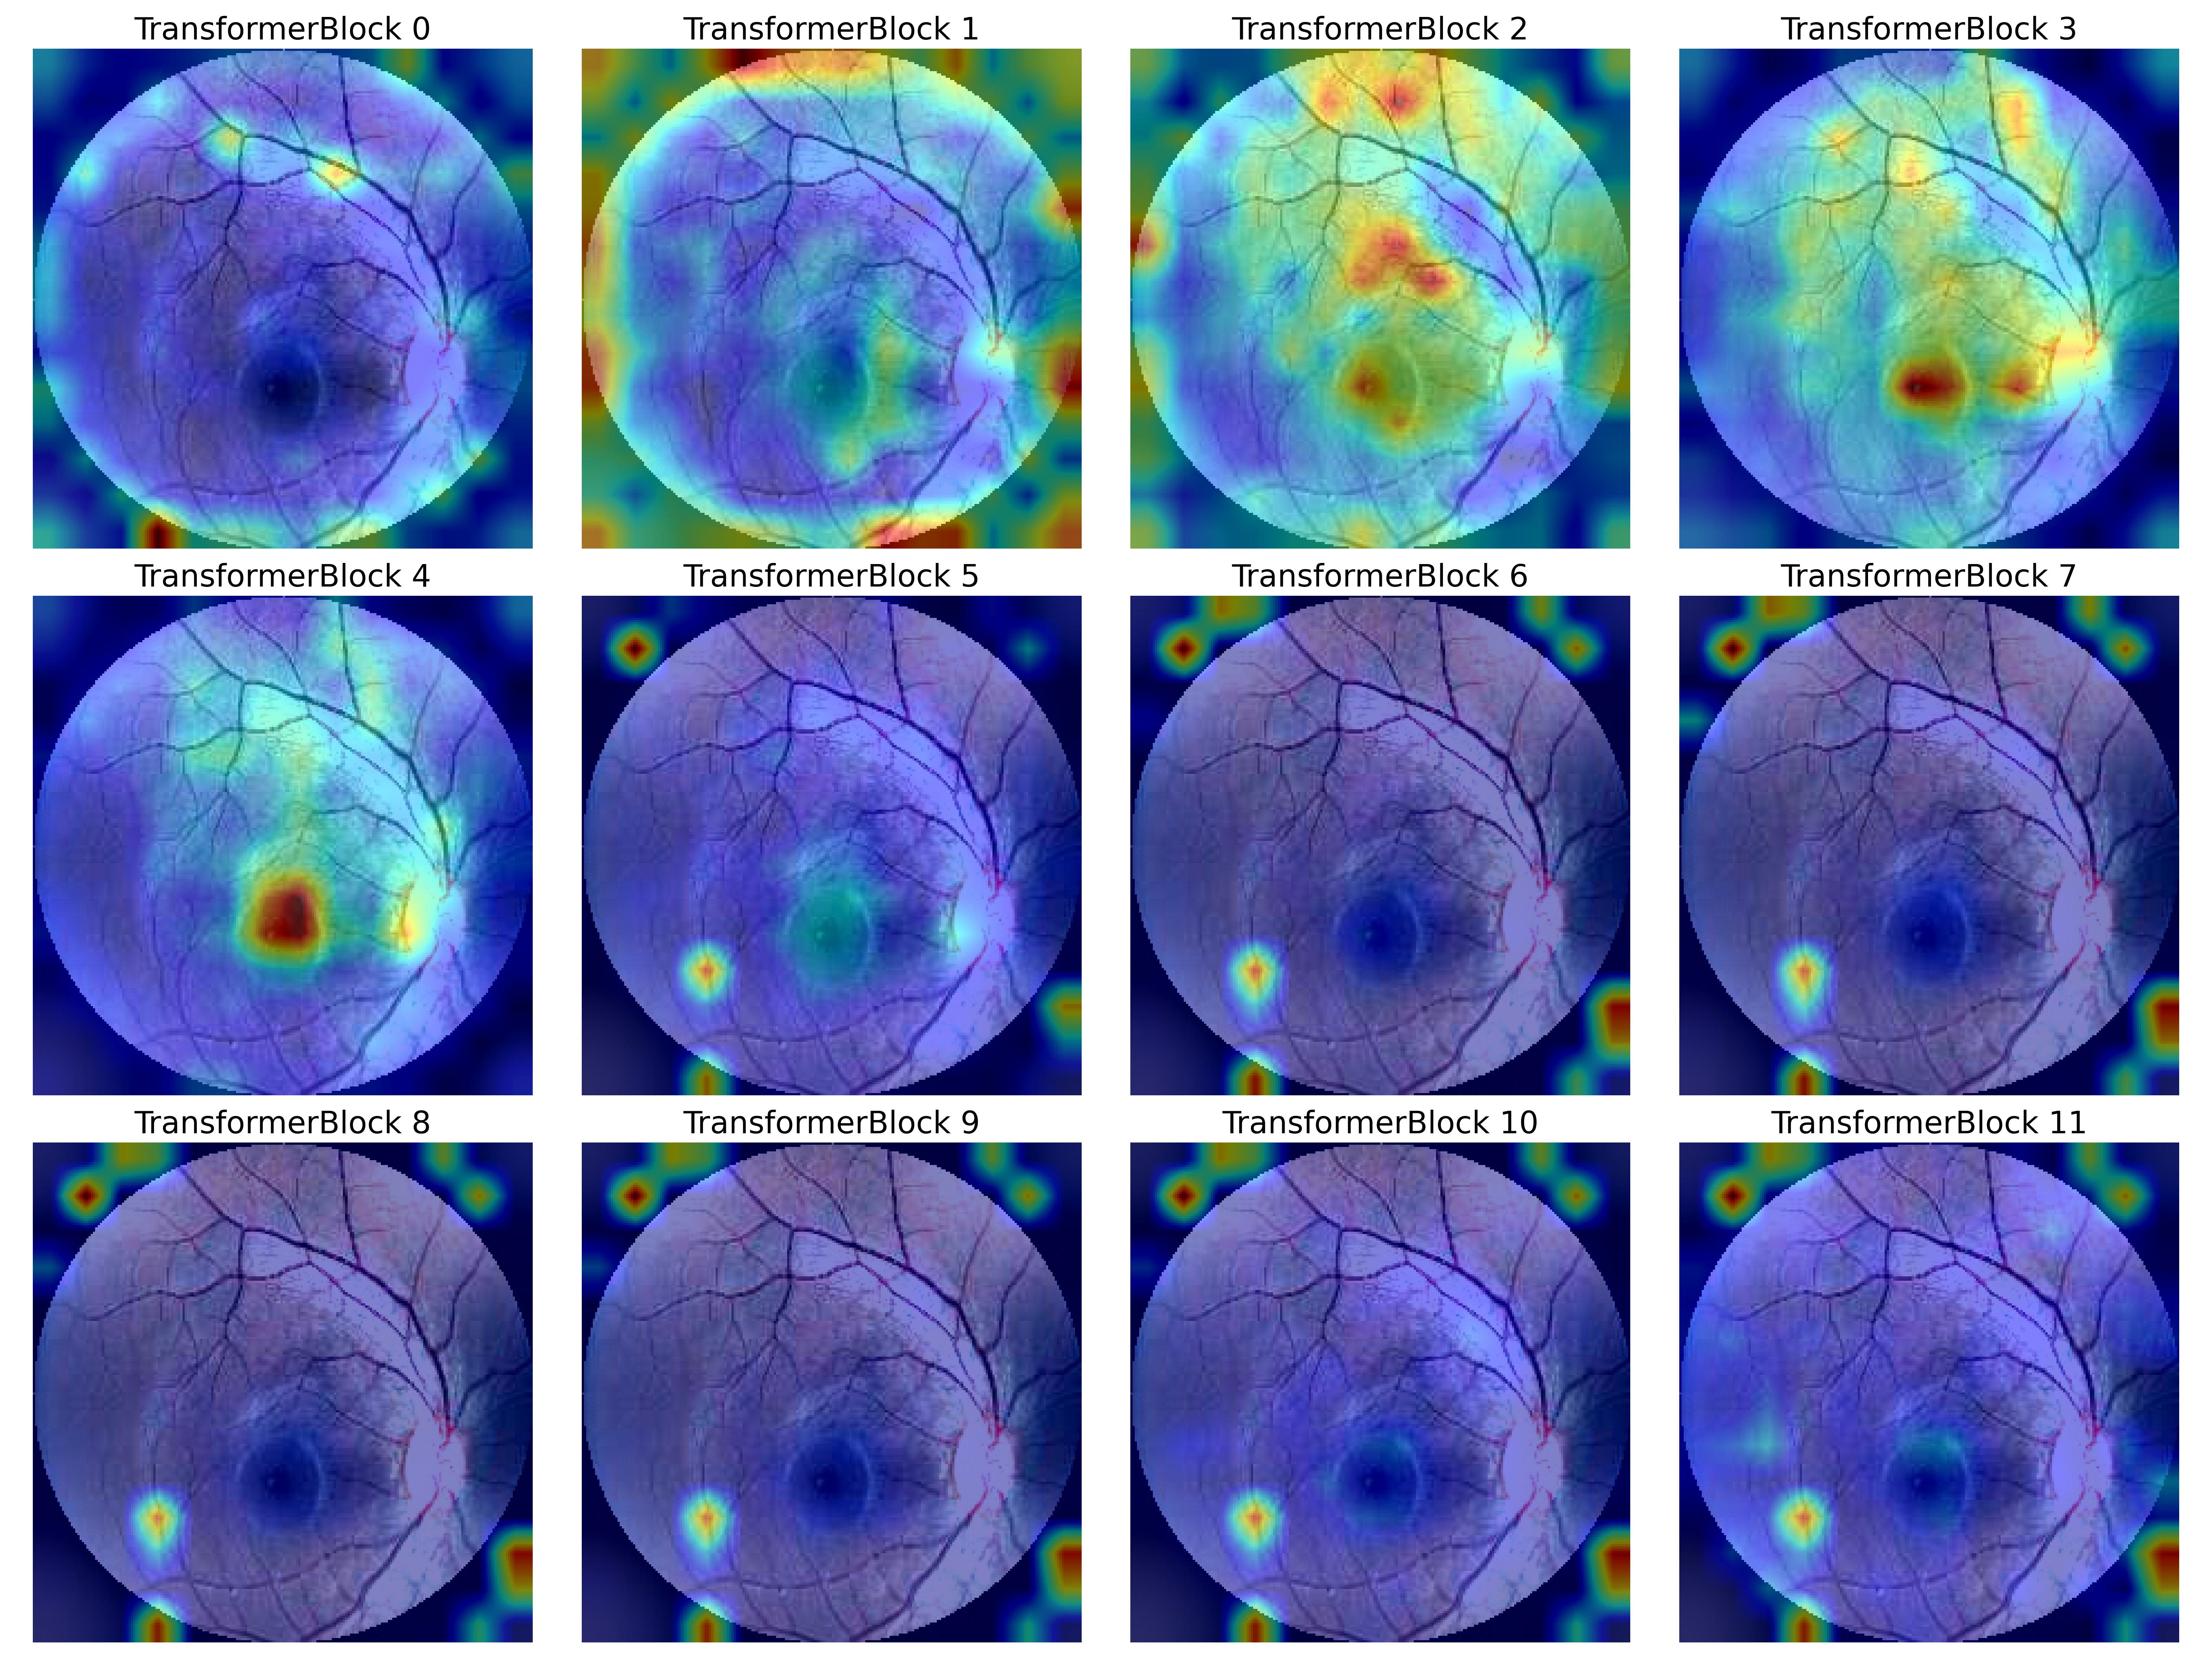 TransformerBlock 0
TransformerBlock 1
TransformerBlock 2
TransformerBlock 3
TransformerBlock 4
TransformerBlock 5
TransformerBlock 6
TransformerBlock 7
TransformerBlock 8
TransformerBlock 9
TransformerBlock 10
TransformerBlock 11